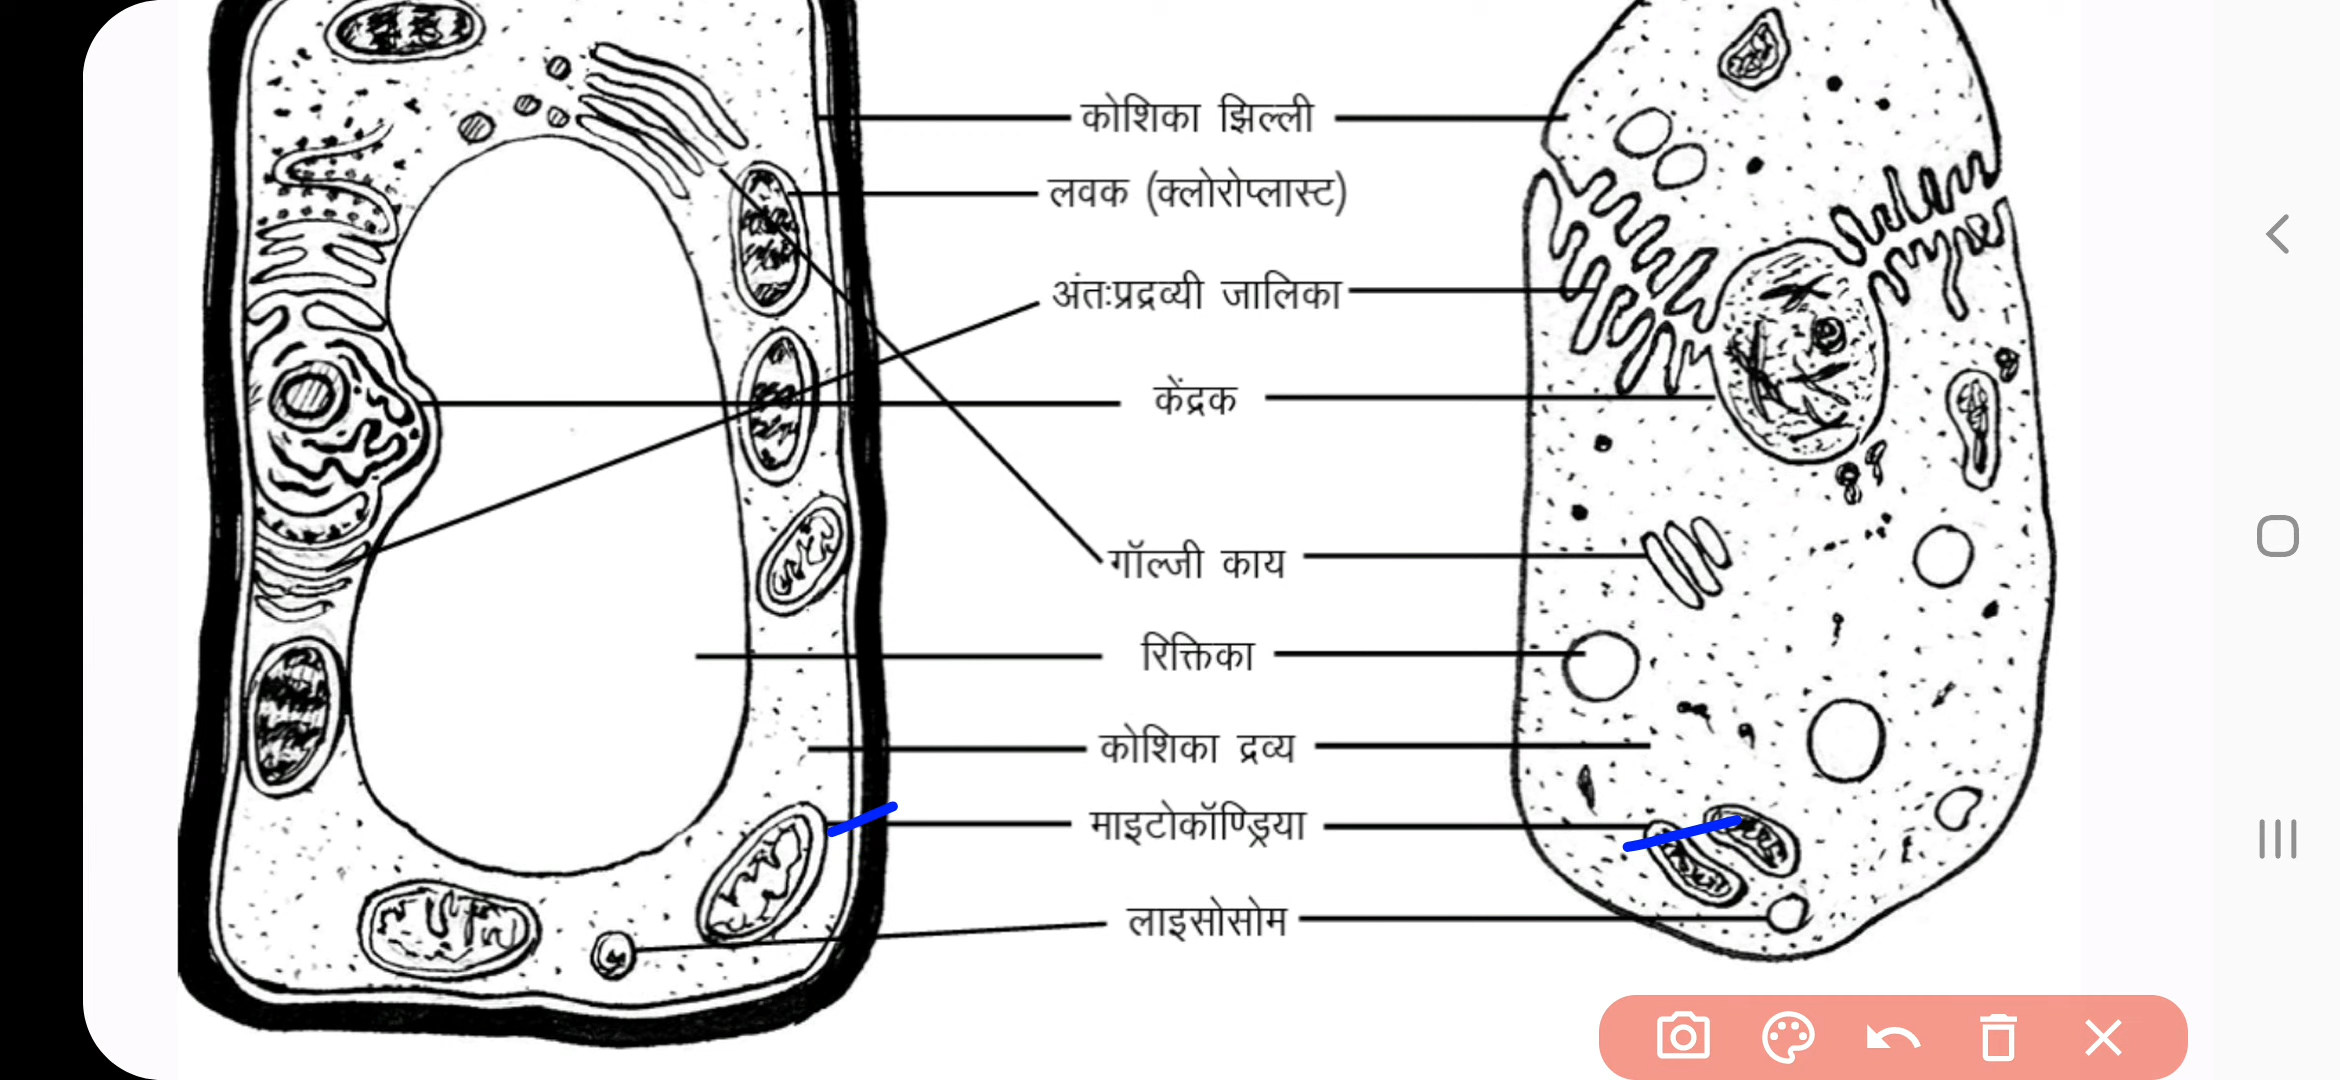 कोशिका झिल्ली
लवक (क्लोरोप्लास्ट)
अंतःप्रद्रव्यी जालिका
केंद्रक
गॉल्जी काय
रिक्तिका
कोशिका द्रव्य
माइटोकॉण्ड्रिया
लाइसोसोम